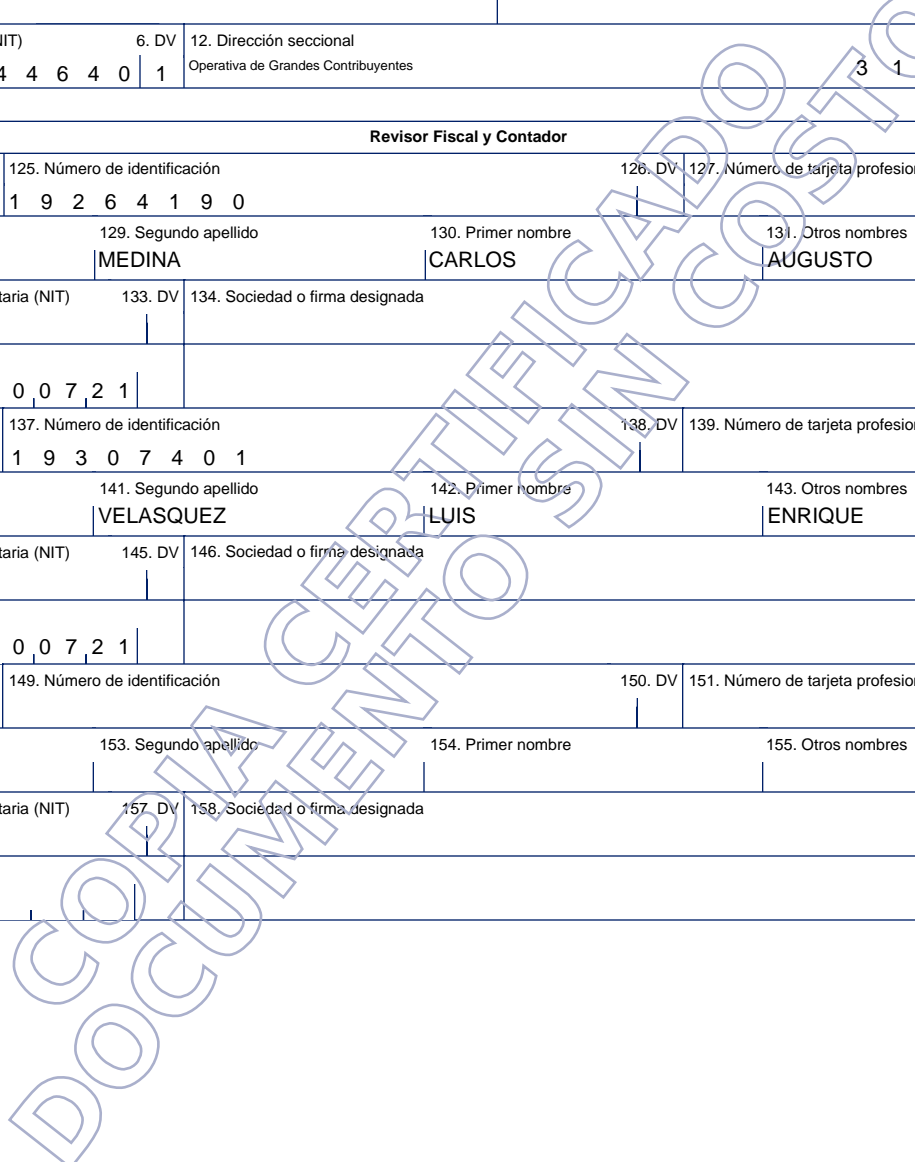 NIT) 6. DV 12. Dirección seccional
4 4 6 4 0 1 Operativa de Grandes Contribuyentes 3 1
Revisor Fiscal y Contador
125. Número de identificación 126. DV 127. Número de tarjeta profesion
1 9 2 6 4 1 9 0
129. Segundo apellido 130. Primer nombre 131. Otros nombres
MEDINA CARLOS AUGUSTO
taria (NIT) 133. DV 134. Sociedad o firma designada
0 0 7 2 1
137. Número de identificación 138. DV 139. Número de tarjeta profesion
1 9 3 0 7 4 0 1
141. Segundo apellido 142. Primer nombre 143. Otros nombres
VELASQUEZ LUIS ENRIQUE
taria (NIT) 145. DV 146. Sociedad o firma designada
0 0 7 2 1
149. Número de identificación 150. DV 151. Número de tarjeta profesion
153. Segundo apellido 154. Primer nombre 155. Otros nombres
taria (NIT) 157. DV 158. Sociedad o firma designada
COPIA CERTIFICADO
DOCUMENTO SIN COSTO